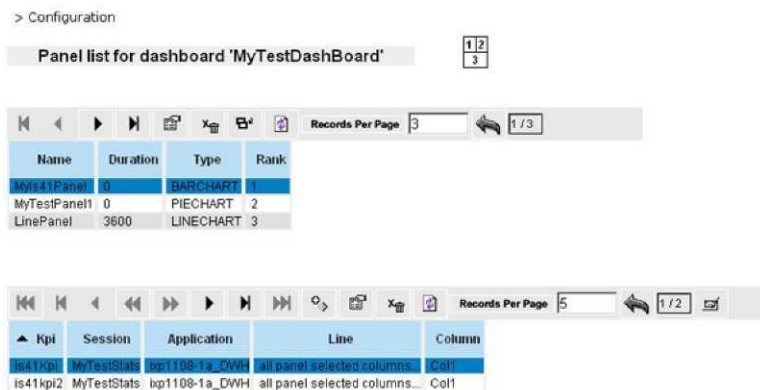 > Configuration
Panel list for dashboard 'MyTestDashBoard'
1 2
3
Records Per Page 3 1 / 3
Name Duration Type Rank
MyIs41Panel 0 BARCHART 1
MyTestPanel1 0 PIECHART 2
LinePanel 3600 LINECHART 3
Records Per Page 5 1 / 2
Kpi Session Application Line Column
is41Kpi MyTestStats ixp1108-1a_DWH all panel selected columns... Col1
is41kpi2 MyTestStats ixp1108-1a_DWH all panel selected columns... Col1